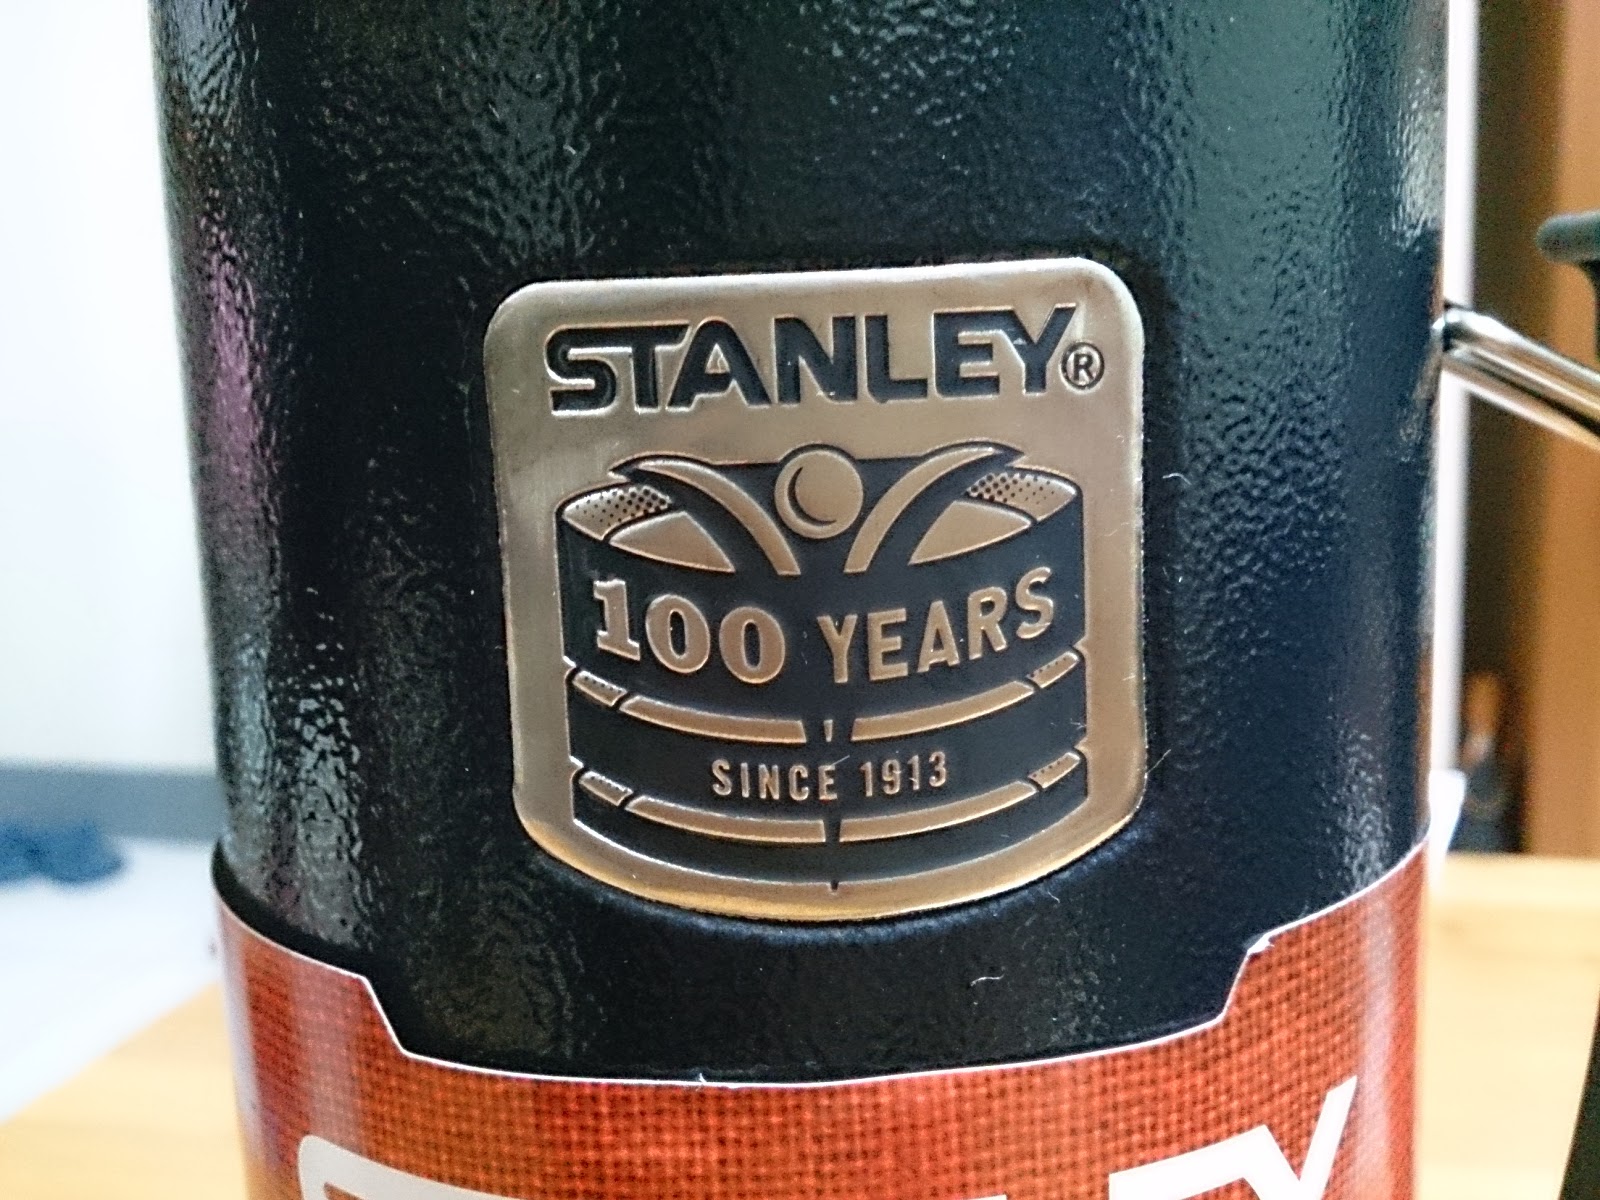 STANLEY®
100 YEARS
SINCE 1913